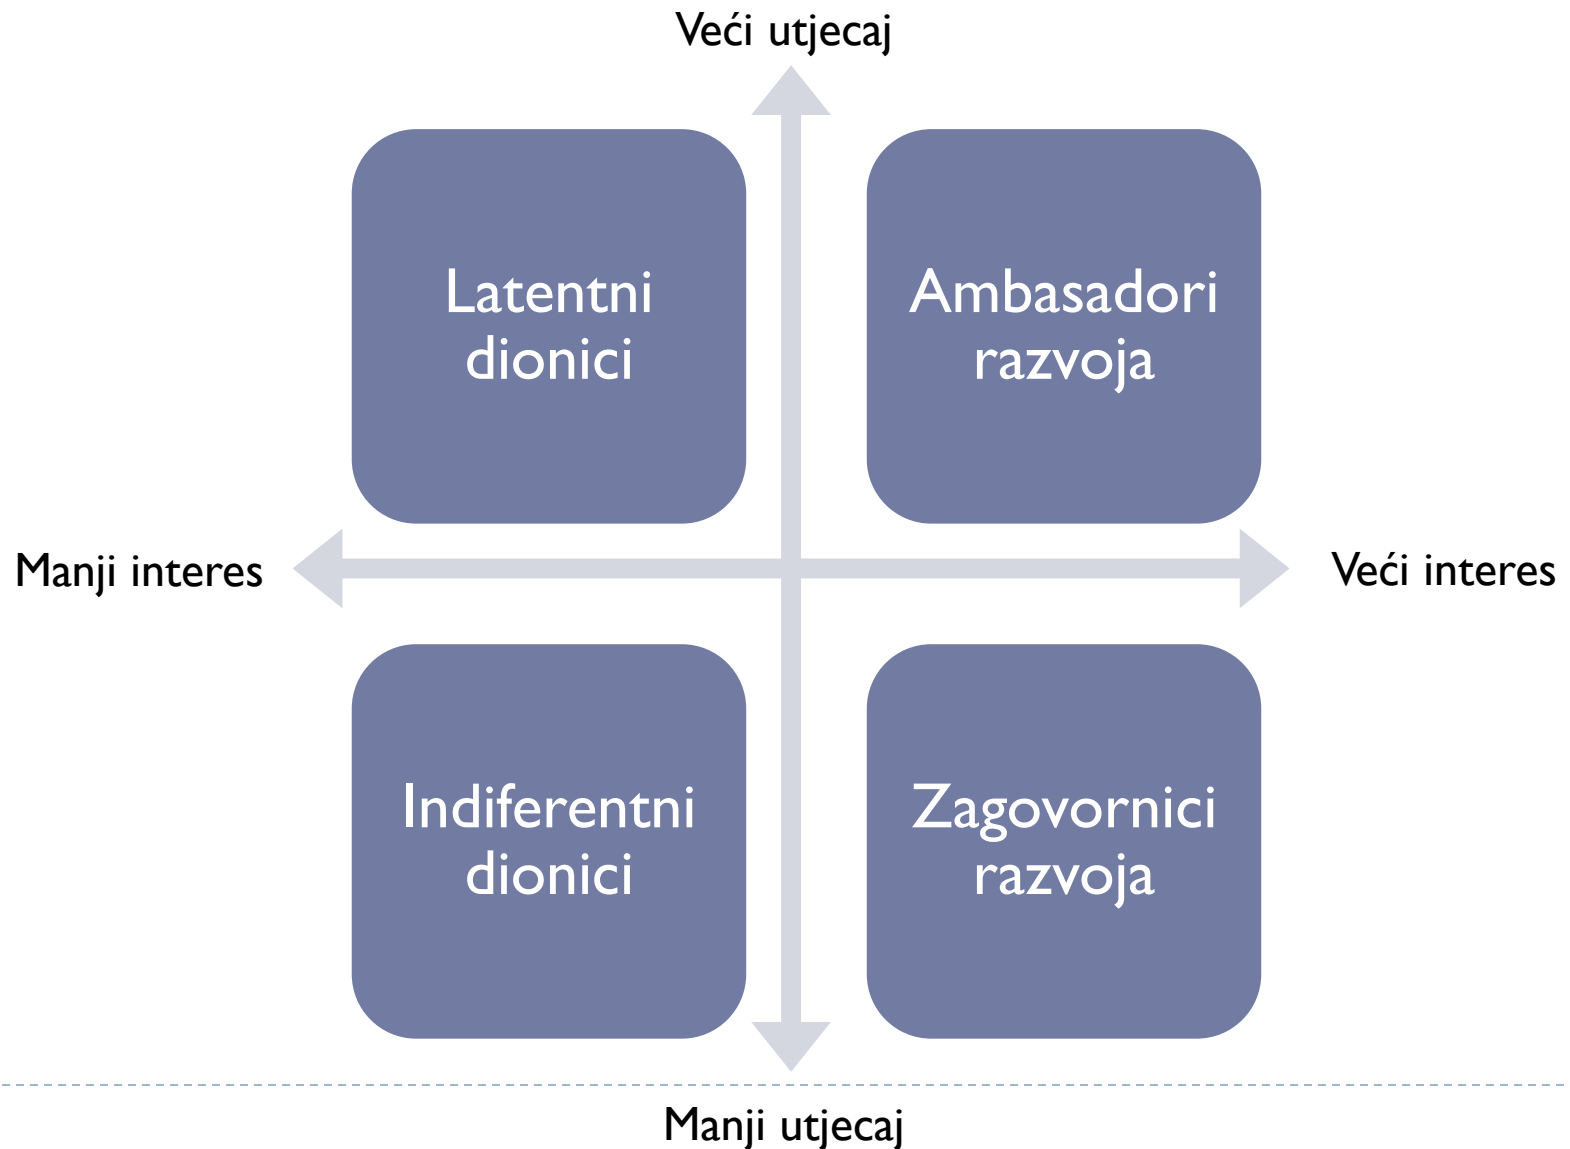 Veći utjecaj
Latentni
dionici
Ambasadori
razvoja
Manji interes
Veći interes
Indiferentni
dionici
Zagovornici
razvoja
Manji utjecaj